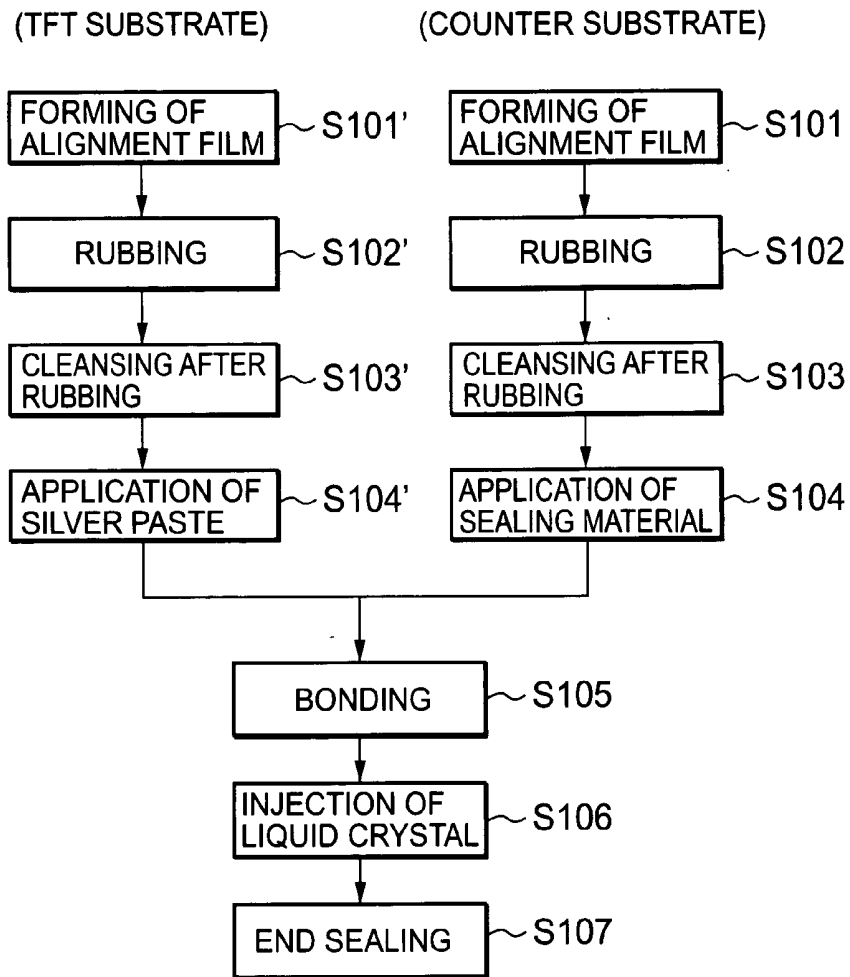 (TFT SUBSTRATE)
(COUNTER SUBSTRATE)
FORMING OF
ALIGNMENT FILM
S101'
FORMING OF
ALIGNMENT FILM
S101
RUBBING
S102'
RUBBING
S102
CLEANSING AFTER
RUBBING
S103'
CLEANSING AFTER
RUBBING
S103
APPLICATION OF
SILVER PASTE
S104'
APPLICATION OF
SEALING MATERIAL
S104
BONDING
S105
INJECTION OF
LIQUID CRYSTAL
S106
END SEALING
S107